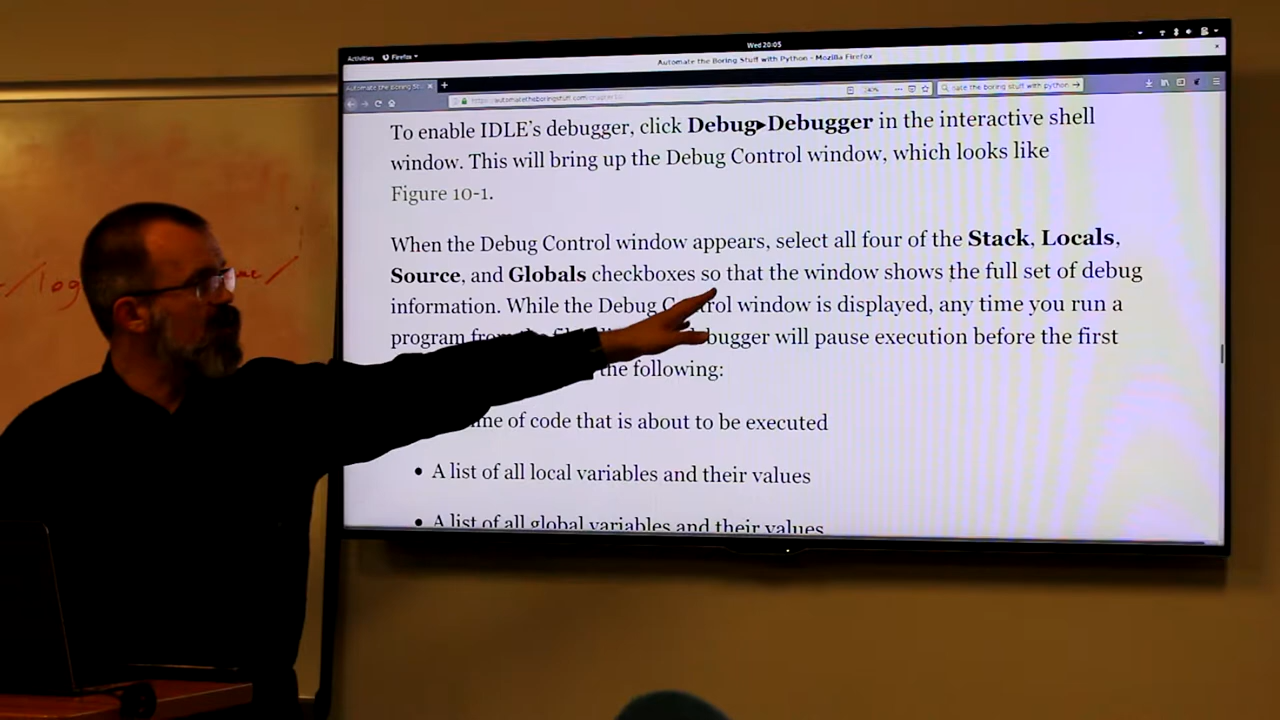 Wed 20:05
Activities Firefox
Automate the Boring Stuff with Python - Mozilla Firefox
Automate the Boring St...
240%
To enable IDLE's debugger, click Debug▸Debugger in the interactive shell
window. This will bring up the Debug Control window, which looks like
Figure 10-1.
When the Debug Control window appears, select all four of the Stack, Locals,
Source, and Globals checkboxes so that the window shows the full set of debug
information. While the Debug window is displayed, any time you run a
program will pause execution before the first
the following:
of code that is about to be executed
• A list of all local variables and their values
• A list of all global variables and their values